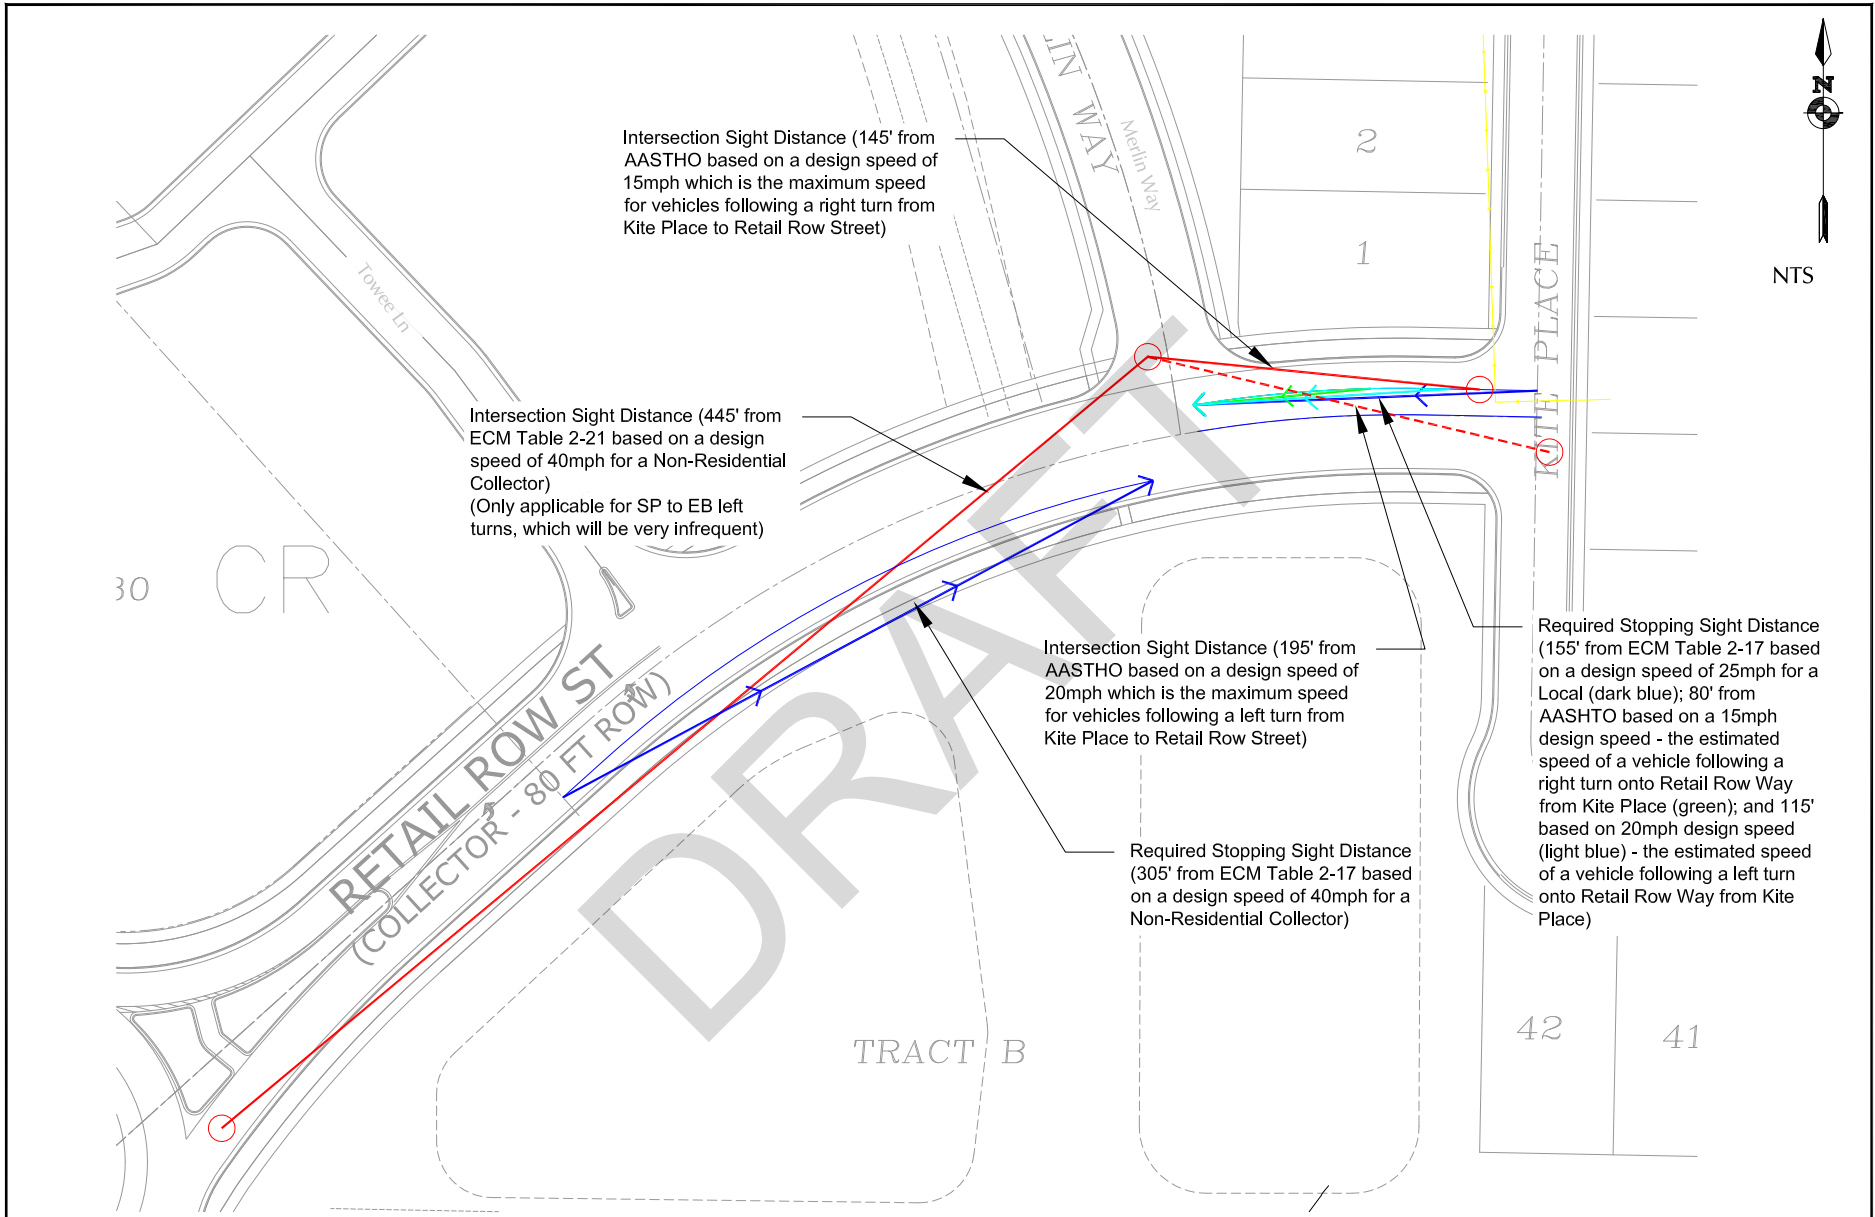 N
NTS
LIN WAY
Merlin Way
2
1
KITE PLACE
Intersection Sight Distance (145' from
AASTHO based on a design speed of
15mph which is the maximum speed
for vehicles following a right turn from
Kite Place to Retail Row Street)
Towee Ln
Intersection Sight Distance (445' from
ECM Table 2-21 based on a design
speed of 40mph for a Non-Residential
Collector)
(Only applicable for SP to EB left
turns, which will be very infrequent)
30
CR
RETAIL ROW ST
(COLLECTOR - 80 FT ROW)
DRAFT
Intersection Sight Distance (195' from
AASTHO based on a design speed of
20mph which is the maximum speed
for vehicles following a left turn from
Kite Place to Retail Row Street)
Required Stopping Sight Distance
(155' from ECM Table 2-17 based
on a design speed of 25mph for a
Local (dark blue); 80' from
AASHTO based on a 15mph
design speed - the estimated
speed of a vehicle following a
right turn onto Retail Row Way
from Kite Place (green); and 115'
based on 20mph design speed
(light blue) - the estimated speed
of a vehicle following a left turn
onto Retail Row Way from Kite
Place)
Required Stopping Sight Distance
(305' from ECM Table 2-17 based
on a design speed of 40mph for a
Non-Residential Collector)
TRACT B
42
41